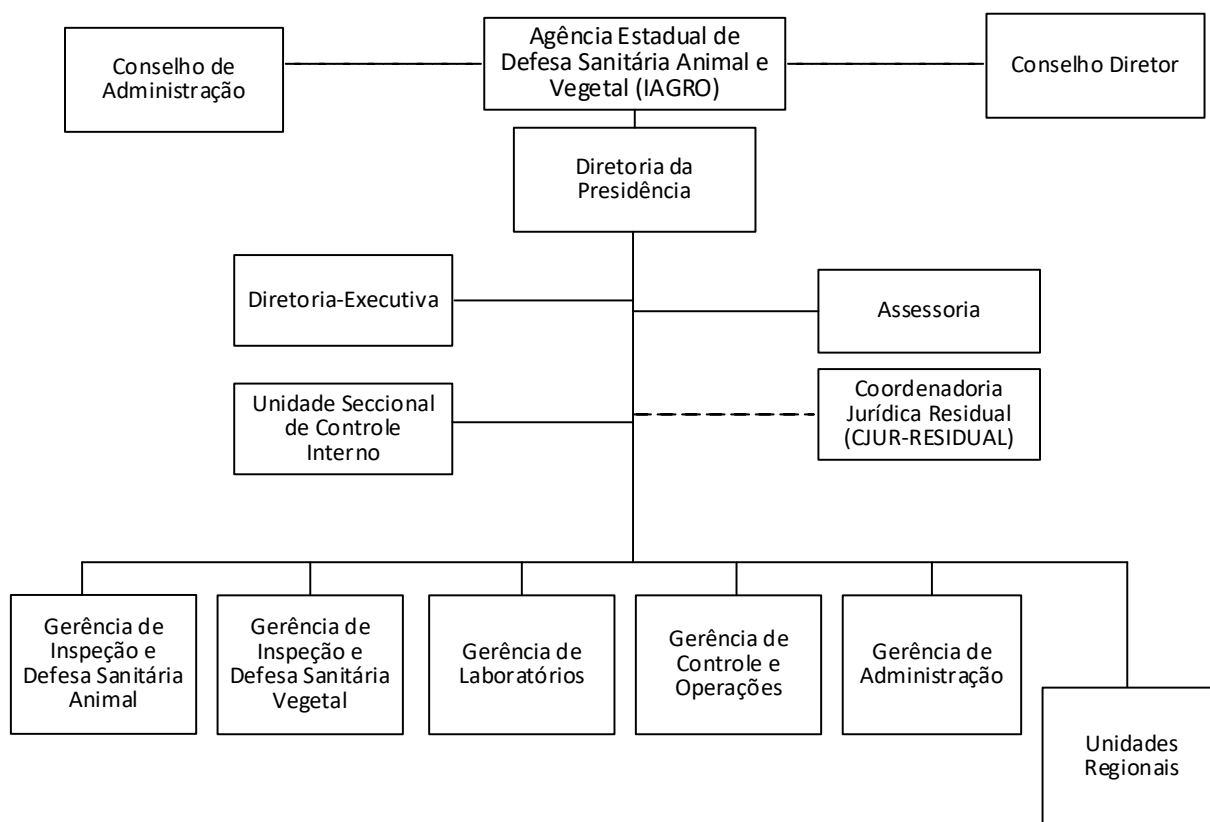 Conselho de
Administração
Agência Estadual de
Defesa Sanitária Animal e
Vegetal (IAGRO)
Conselho Diretor
Diretoria da
Presidência
Diretoria-Executiva
Assessoria
Unidade Seccional
de Controle
Interno
Coordenadoria
Jurídica Residual
(CJUR-RESIDUAL)
Gerência de
Inspeção e
Defesa Sanitária
Animal
Gerência de
Inspeção e
Defesa Sanitária
Vegetal
Gerência de
Laboratórios
Gerência de
Controle e
Operações
Gerência de
Administração
Unidades
Regionais